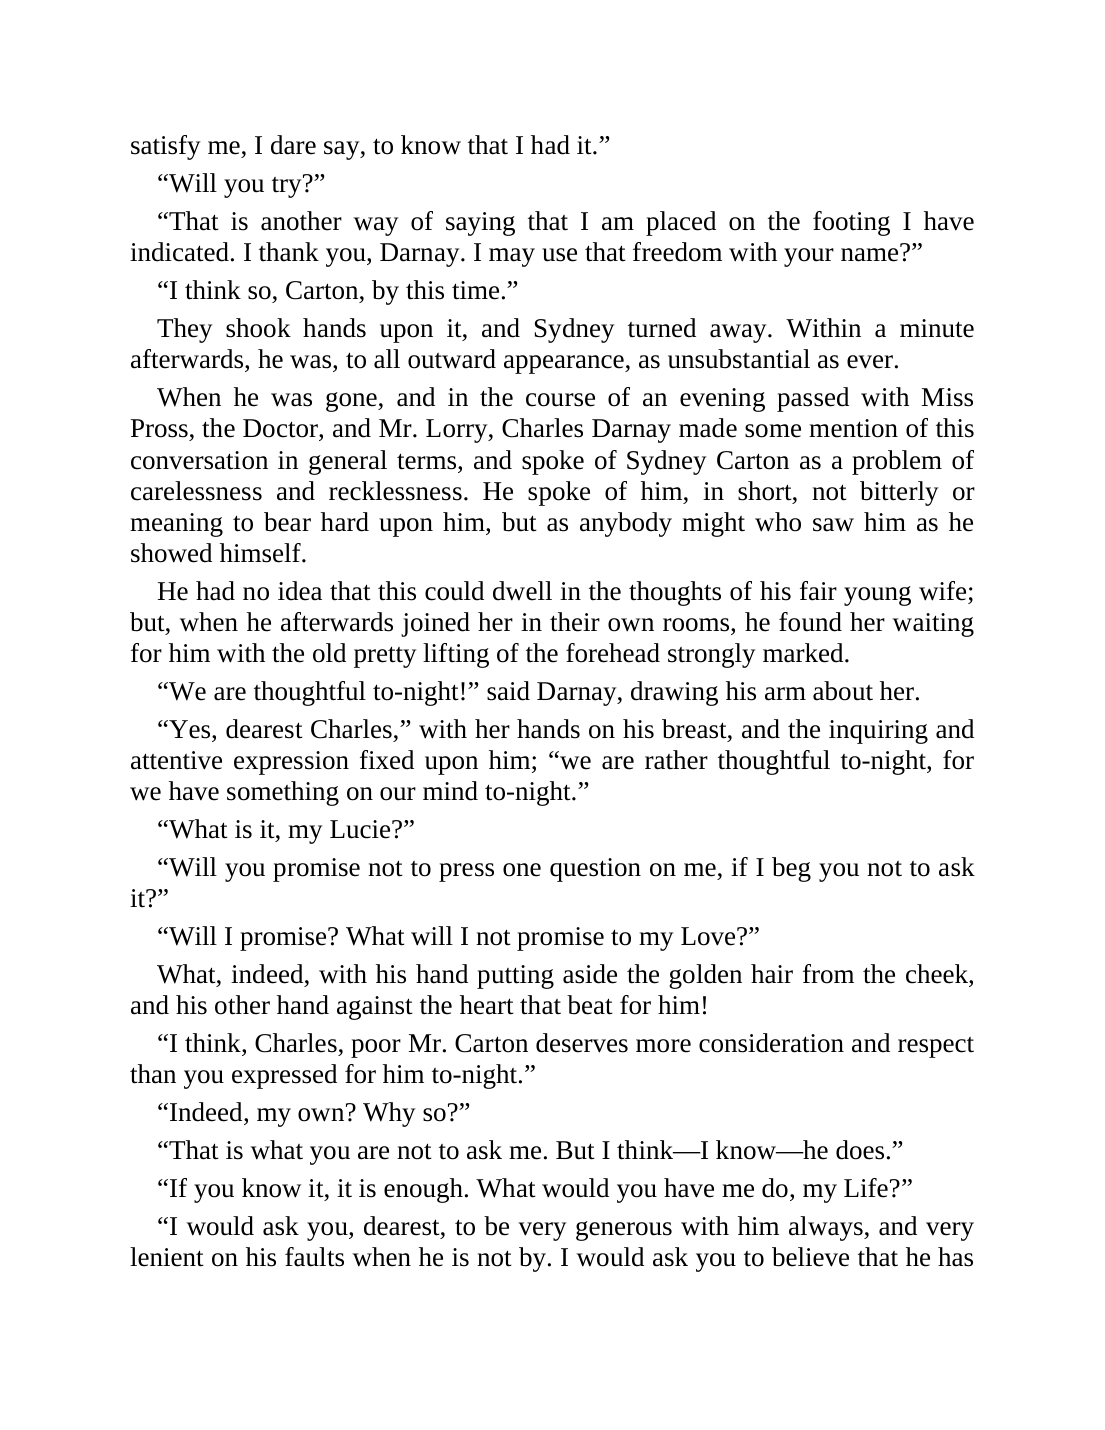 satisfy me, I dare say, to know that I had it.”
“Will you try?”
“That is another way of saying that I am placed on the footing I have
indicated. I thank you, Darnay. I may use that freedom with your name?”
“I think so, Carton, by this time.”
They shook hands upon it, and Sydney turned away. Within a minute
afterwards, he was, to all outward appearance, as unsubstantial as ever.
When he was gone, and in the course of an evening passed with Miss
Pross, the Doctor, and Mr. Lorry, Charles Darnay made some mention of this
conversation in general terms, and spoke of Sydney Carton as a problem of
carelessness and recklessness. He spoke of him, in short, not bitterly or
meaning to bear hard upon him, but as anybody might who saw him as he
showed himself.
He had no idea that this could dwell in the thoughts of his fair young wife;
but, when he afterwards joined her in their own rooms, he found her waiting
for him with the old pretty lifting of the forehead strongly marked.
“We are thoughtful to-night!” said Darnay, drawing his arm about her.
“Yes, dearest Charles,” with her hands on his breast, and the inquiring and
attentive expression fixed upon him; “we are rather thoughtful to-night, for
we have something on our mind to-night.”
“What is it, my Lucie?”
“Will you promise not to press one question on me, if I beg you not to ask
it?”
“Will I promise? What will I not promise to my Love?”
What, indeed, with his hand putting aside the golden hair from the cheek,
and his other hand against the heart that beat for him!
“I think, Charles, poor Mr. Carton deserves more consideration and respect
than you expressed for him to-night.”
“Indeed, my own? Why so?”
“That is what you are not to ask me. But I think—I know—he does.”
“If you know it, it is enough. What would you have me do, my Life?”
“I would ask you, dearest, to be very generous with him always, and very
lenient on his faults when he is not by. I would ask you to believe that he has